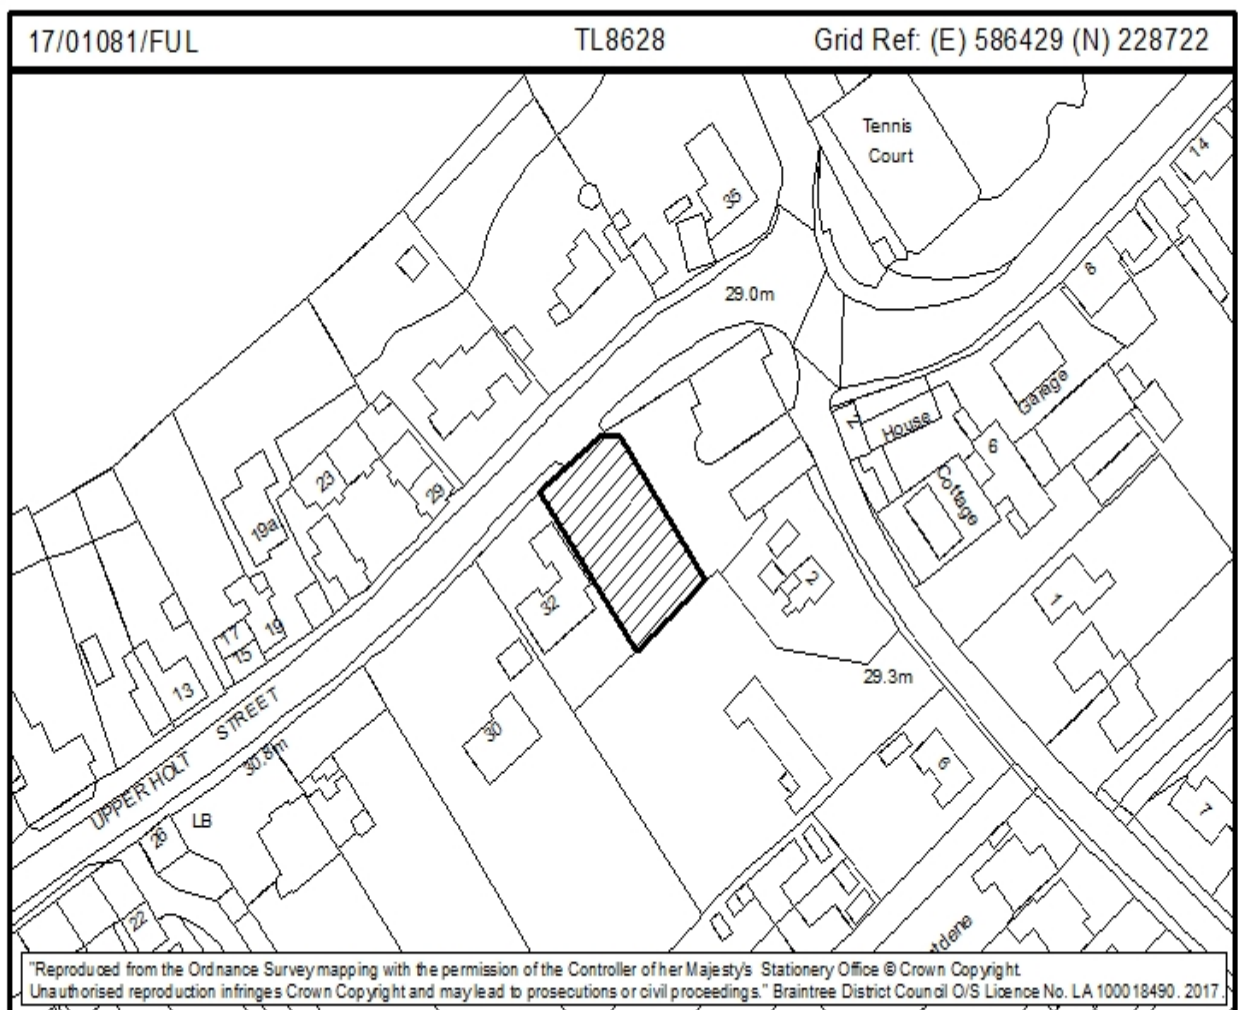 17/01081/FUL TL8628 Grid Ref: (E) 586429 (N) 228722
Tennis
Court
14
35
8
29.0m
Garage
2
House
6
Cottage
23
29
19a
2
1
32
17
19
15
13
29.3m
STREET
30
30.8m
UPPER HOLT
6
7
LB
26
22
tdene
"Reproduced from the Ordnance Survey mapping with the permission of the Controller of her Majesty's Stationery Office © Crown Copyright.
Unauthorised reproduction infringes Crown Copyright and may lead to prosecutions or civil proceedings." Braintree District Council O/S Licence No. LA 100018490. 2017.